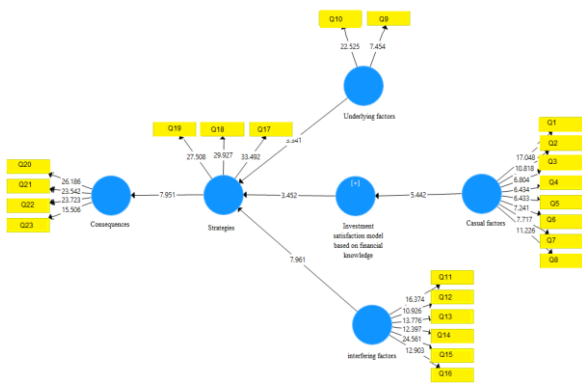 Q10
Q9
22.525
7.454
Underlying factors
Q19
Q18
Q17
27.508
29.927
33.492
3.341
Q1
Q2
Q3
Q4
Q5
Q6
Q7
Q8
17.048
10.818
6.804
6.434
6.433
7.241
7.717
11.226
Casual factors
Q20
Q21
Q22
Q23
26.186
23.542
23.723
15.506
Consequences
7.951
Strategies
3.452
[+]
5.442
Investment
satisfaction model
based on financial
knowledge
7.961
Q11
Q12
Q13
Q14
Q15
Q16
16.374
10.926
13.776
12.397
24.561
12.903
interfering factors